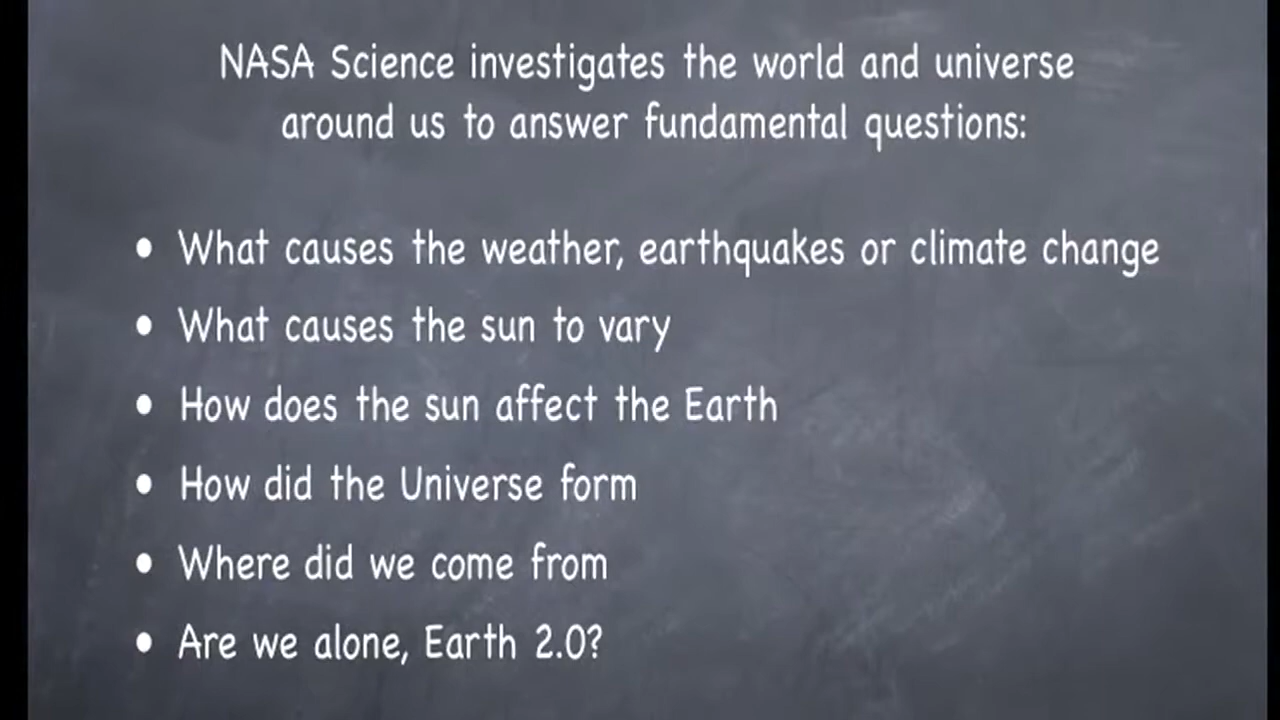 NASA Science investigates the world and universe
around us to answer fundamental questions:
• What causes the weather, earthquakes or climate change
• What causes the sun to vary
• How does the sun affect the Earth
• How did the Universe form
• Where did we come from
• Are we alone, Earth 2.0?